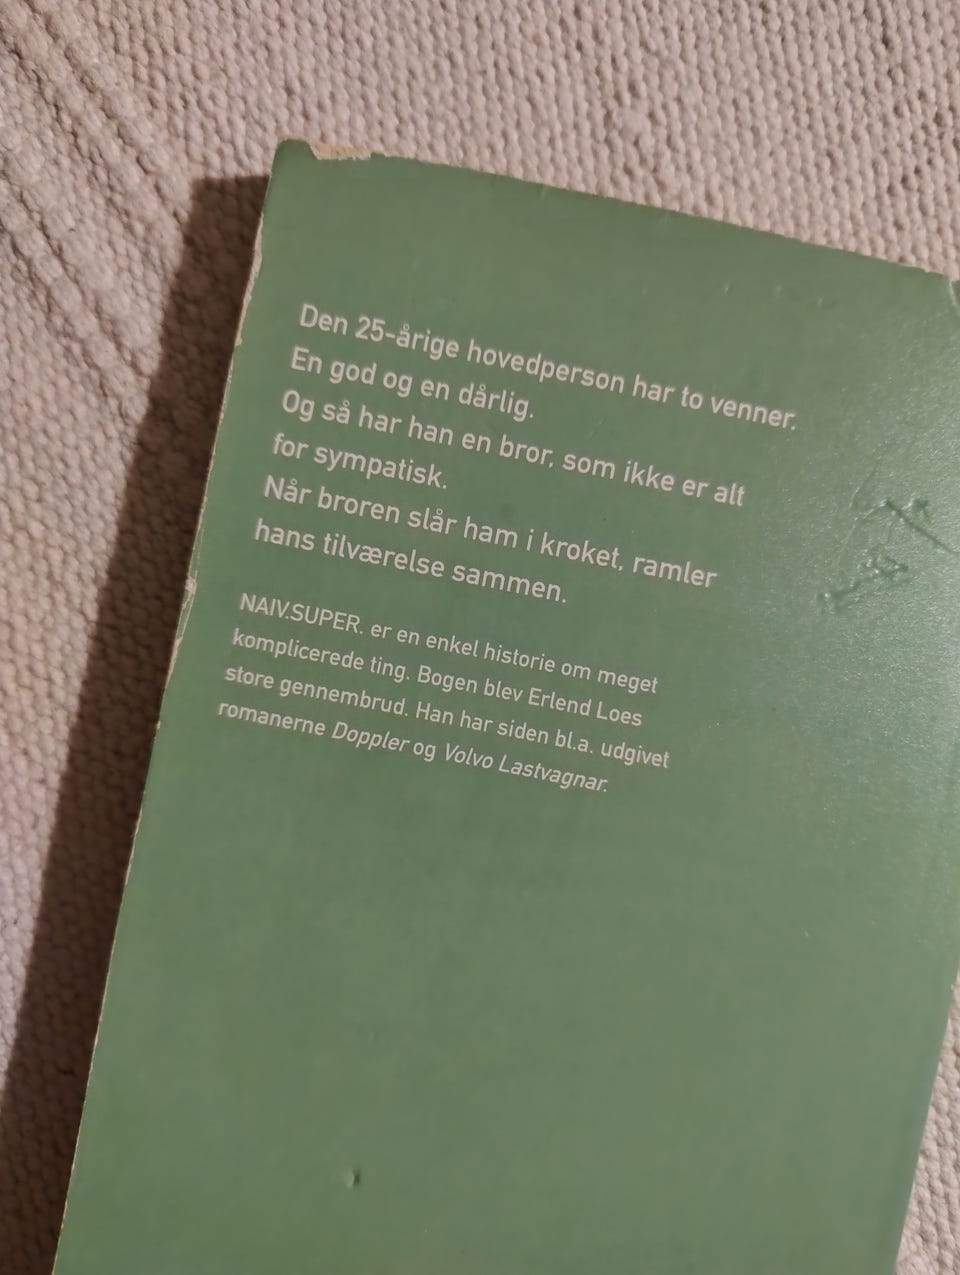 Den 25-årige hovedperson har to venner.
En god og en dårlig.
Og så har han en bror, som ikke er alt
for sympatisk.
Når broren slår ham i kroket, ramler
hans tilværelse sammen.
NAIV.SUPER. er en enkel historie om meget
komplicerede ting. Bogen blev Erlend Loes
store gennembrud. Han har siden bl.a. udgivet
romanerne Doppler og Volvo Lastvagnar.